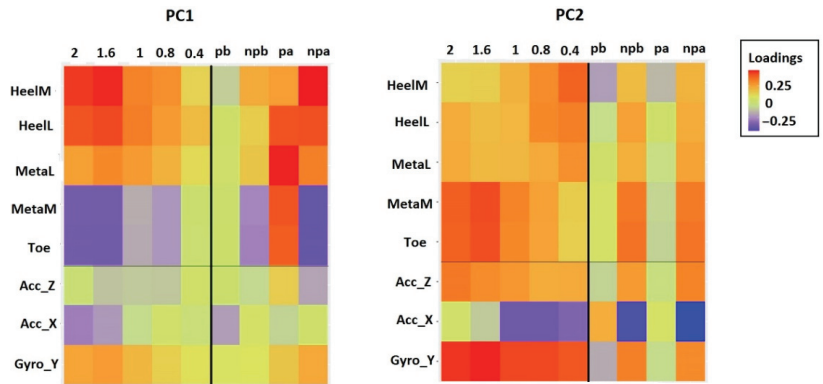 PC1
2 1.6 1 0.8 0.4 pb npb pa npa
HeelM
HeelL
MetaL
MetaM
Toe
Acc_Z
Acc_X
Gyro_Y
PC2
2 1.6 1 0.8 0.4 pb npb pa npa
HeelM
HeelL
MetaL
MetaM
Toe
Acc_Z
Acc_X
Gyro_Y
Loadings
0.25
0
−0.25